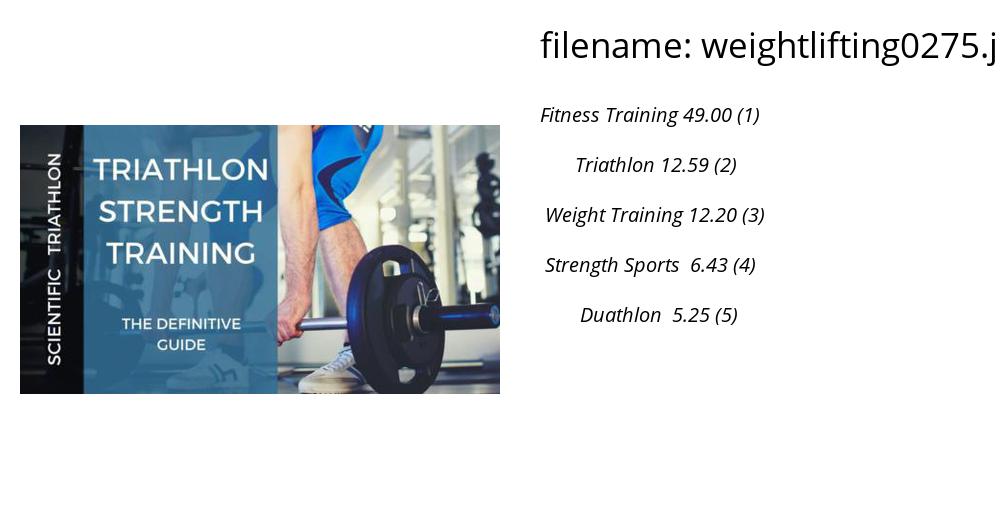 filename: weightlifting0275.j
Fitness Training 49.00 (1)
Triathlon 12.59 (2)
Weight Training 12.20 (3)
Strength Sports 6.43 (4)
Duathlon 5.25 (5)
SCIENTIFIC TRIATHLON
TRIATHLON
STRENGTH
TRAINING
THE DEFINITIVE
GUIDE